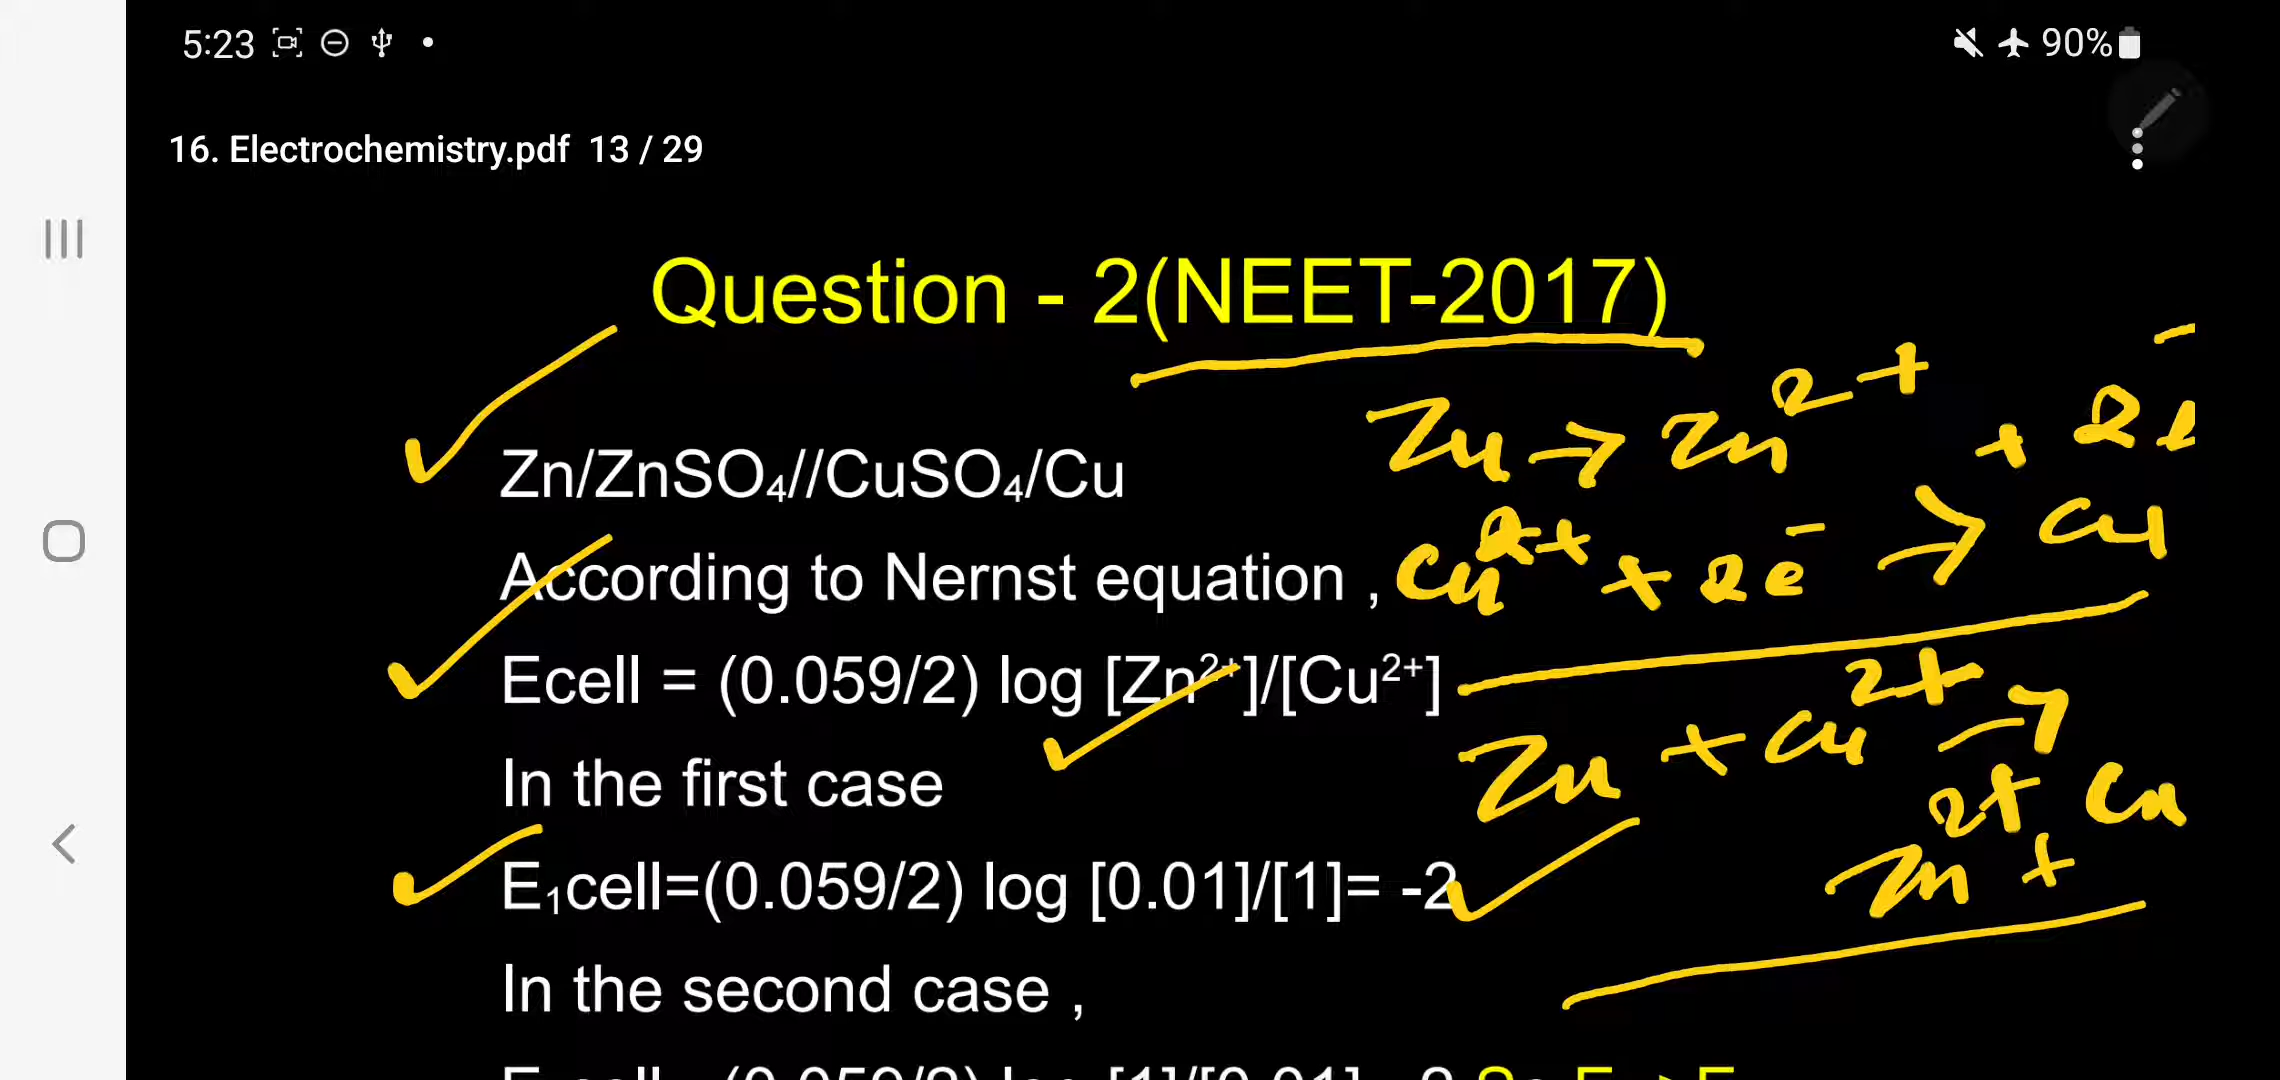 5:23 90%
16. Electrochemistry.pdf 13 / 29
Question - 2(NEET-2017)
Zn → Zn²⁺ + 2e⁻
Zn/ZnSO₄//CuSO₄/Cu
Cu²⁺ + 2e⁻ → Cu
According to Nernst equation ,
Ecell = (0.059/2) log [Zn²⁺]/[Cu²⁺]
Zn + Cu²⁺ →
Zn²⁺ + Cu
In the first case
E₁cell=(0.059/2) log [0.01]/[1]= -2
In the second case ,